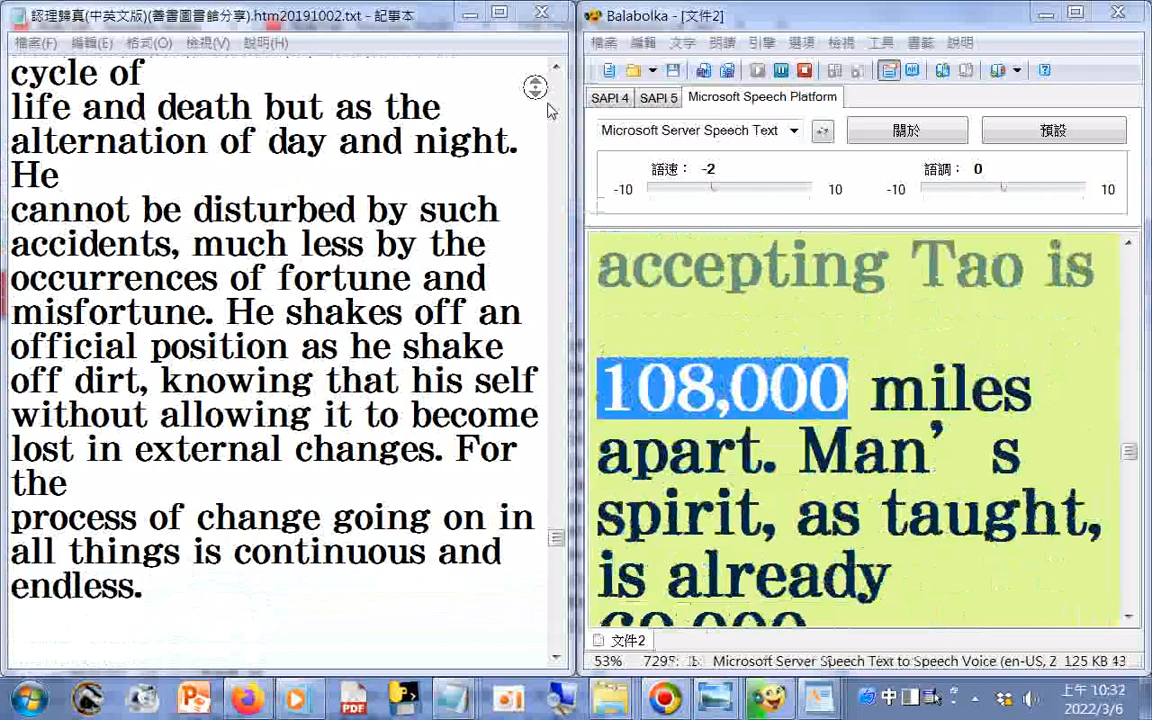 認理歸真(中英文版)(善書圖書館分享).htm20191002.txt - 記事本
檔案(F) 編輯(E) 格式(O) 檢視(V) 說明(H)
cycle of
life and death but as the
alternation of day and night.
He
cannot be disturbed by such
accidents, much less by the
occurrences of fortune and
misfortune. He shakes off an
official position as he shake
off dirt, knowing that his self
without allowing it to become
lost in external changes. For
the
process of change going on in
all things is continuous and
endless.
Balabolka - [文件2]
檔案 編輯 文字 朗讀 引擎 選項 檢視 工具 書籤 說明
SAPI 4 SAPI 5 Microsoft Speech Platform
Microsoft Server Speech Text 關於 預設
語速： -2 語調： 0
-10 10 -10 10
accepting Tao is
108,000 miles
apart. Man’s
spirit, as taught,
is already
60,000
文件2
53% 7295: 1: Microsoft Server Speech Text to Speech Voice (en-US, Z 125 KB 43
PDF 中 上午 10:32
2022/3/6